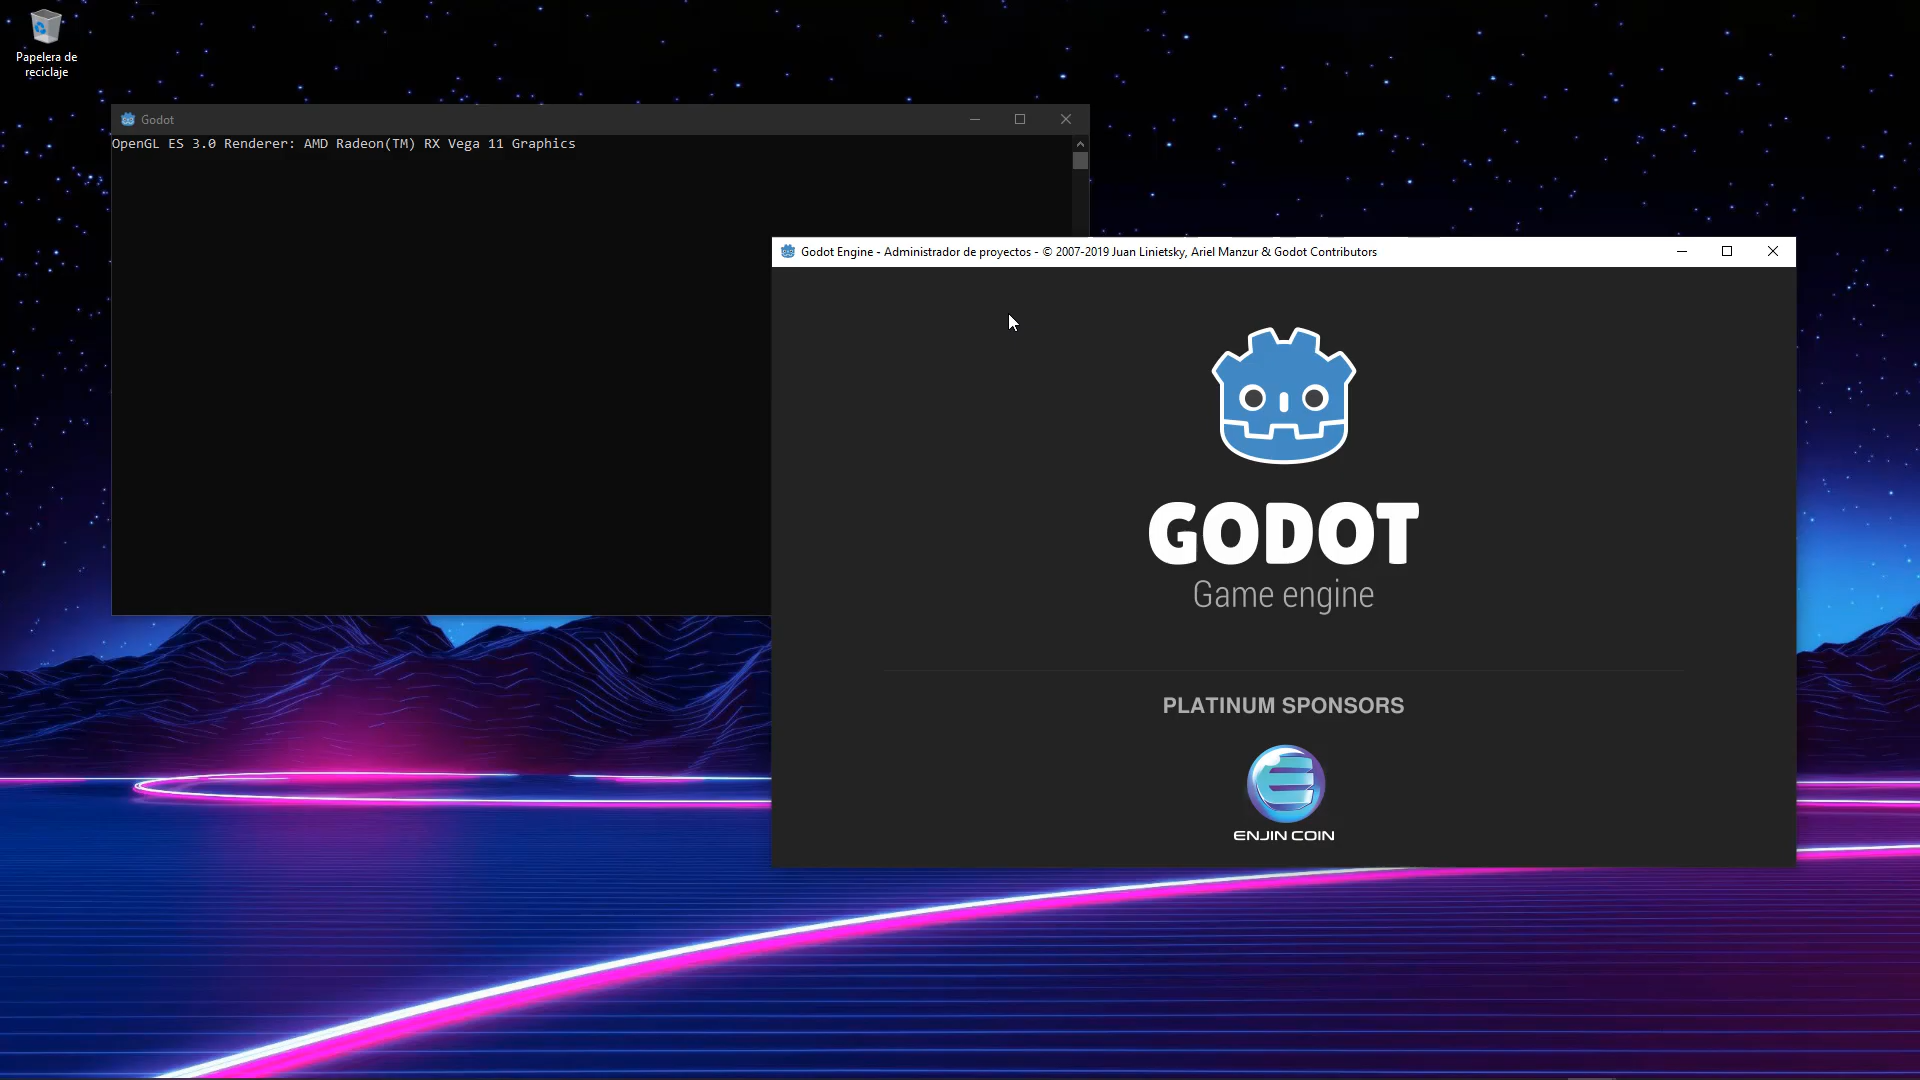 Papelera de
reciclaje
Godot
OpenGL ES 3.0 Renderer: AMD Radeon(TM) RX Vega 11 Graphics
Godot Engine - Administrador de proyectos - © 2007-2019 Juan Linietsky, Ariel Manzur & Godot Contributors
GODOT
Game engine
PLATINUM SPONSORS
ENJIN COIN